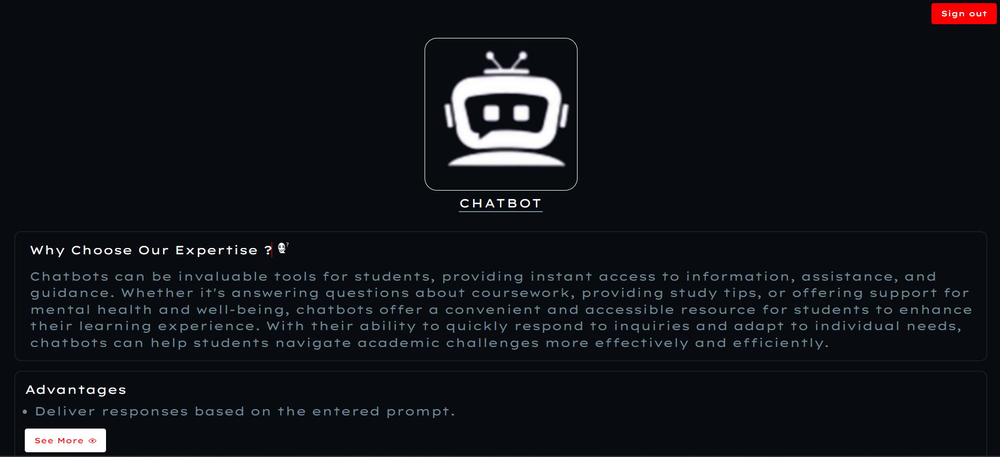 Sign out
CHATBOT
Why Choose Our Expertise ?
Chatbots can be invaluable tools for students, providing instant access to information, assistance, and
guidance. Whether it's answering questions about coursework, providing study tips, or offering support for
mental health and well-being, chatbots offer a convenient and accessible resource for students to enhance
their learning experience. With their ability to quickly respond to inquiries and adapt to individual needs,
chatbots can help students navigate academic challenges more effectively and efficiently.
Advantages
• Deliver responses based on the entered prompt.
See More